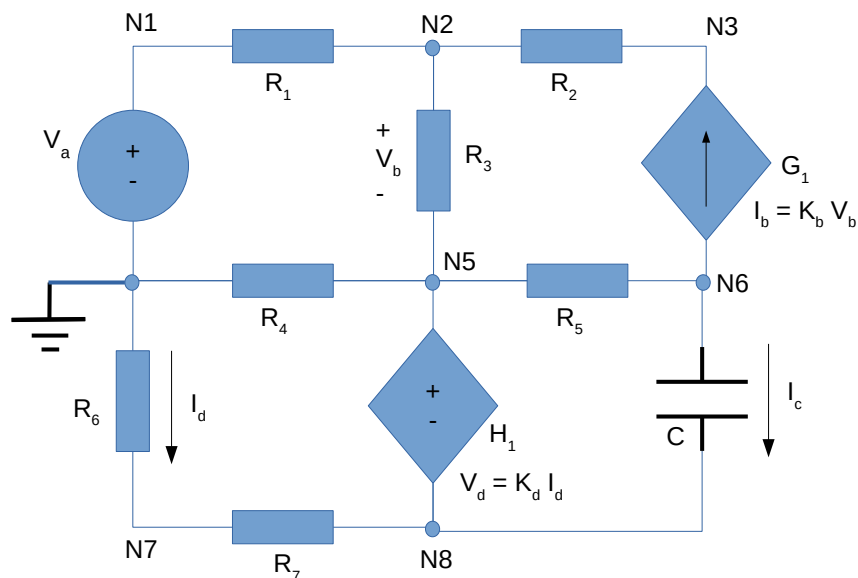 N1
N2
N3
R1
R2
Va
+
-
+
Vb
-
R3
G1
Ib = Kb Vb
N5
N6
R4
R5
R6
Id
+
-
H1
Vd = Kd Id
C
Ic
N7
R7
N8